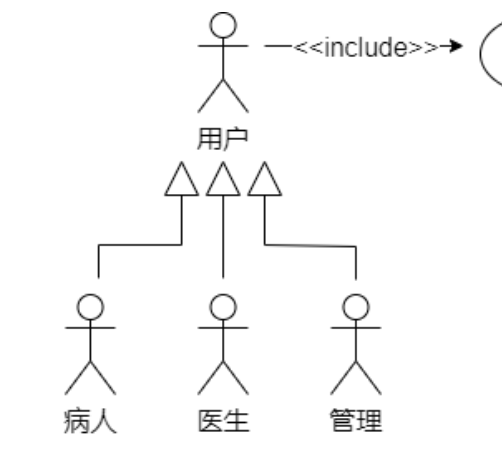 <<include>>
用户
病人
医生
管理